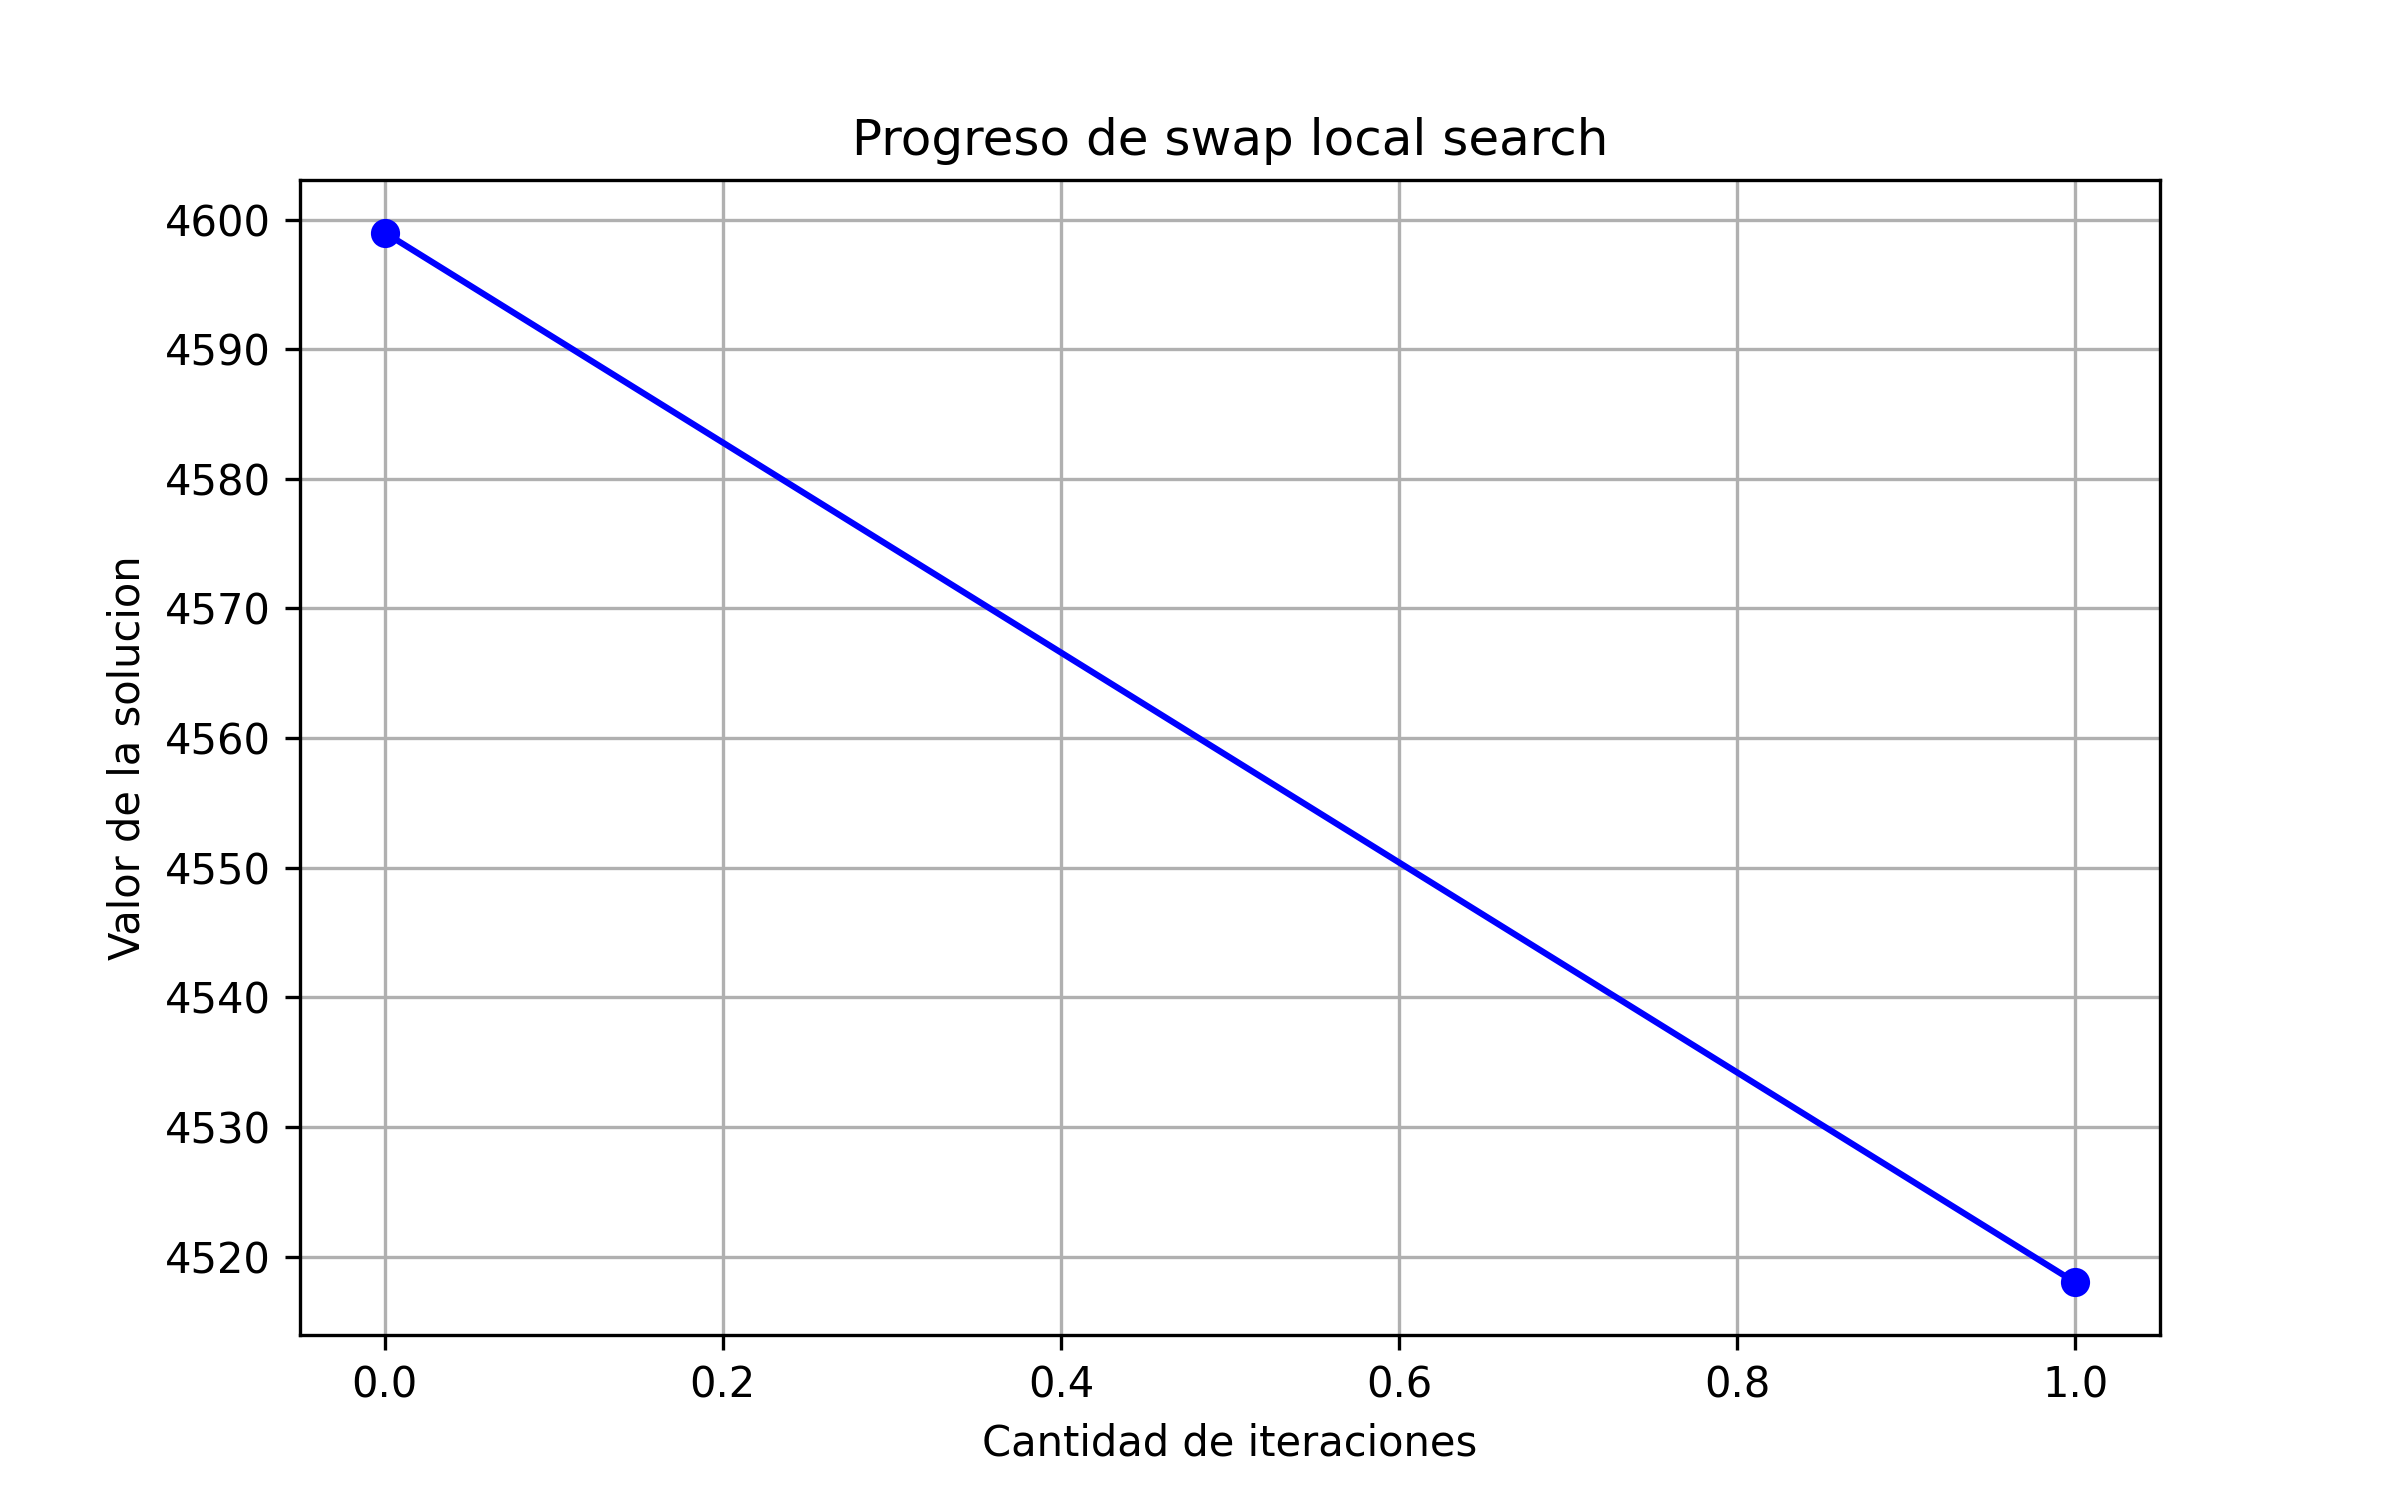 Progreso de swap local search
Valor de la solucion
4600
4590
4580
4570
4560
4550
4540
4530
4520
0.0 0.2 0.4 0.6 0.8 1.0
Cantidad de iteraciones